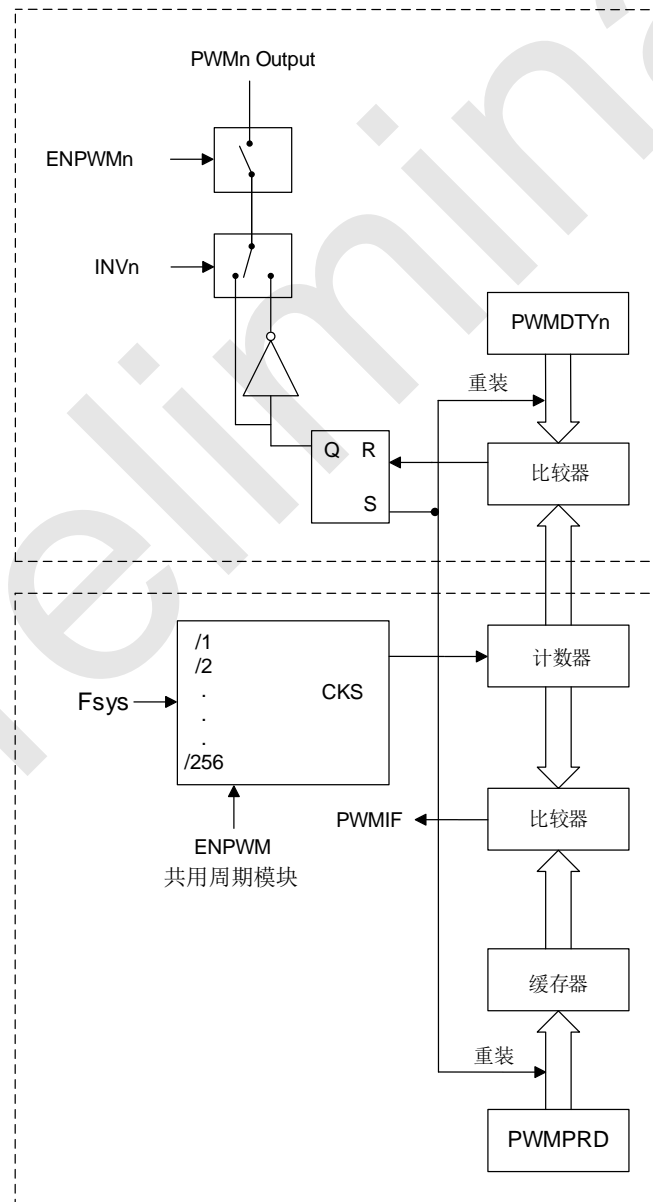 PWMn Output
ENPWMn
INVn
PWMDTYn
重装
Q R
S
比较器
/1
/2
.
.
.
/256
CKS
Fsys
计数器
ENPWM
共用周期模块
PWMIF
比较器
缓存器
重装
PWMPRD